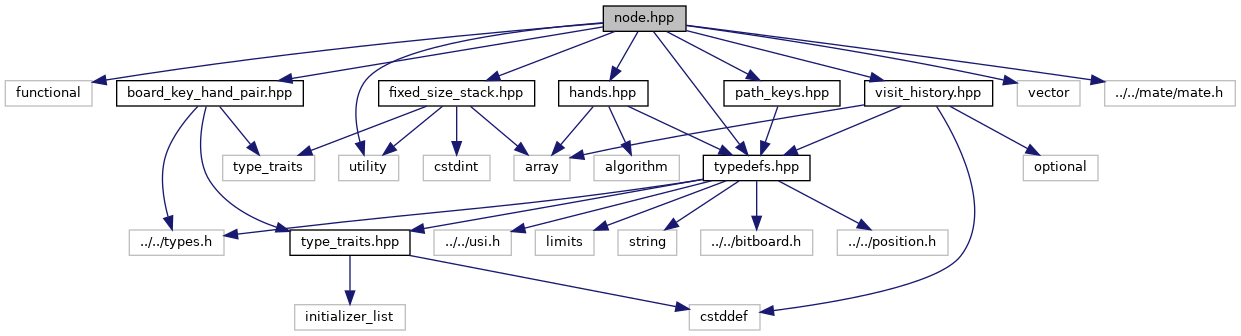 node.hpp
functional
board_key_hand_pair.hpp
fixed_size_stack.hpp
hands.hpp
path_keys.hpp
visit_history.hpp
vector
../../mate/mate.h
type_traits
utility
cstdint
array
algorithm
typedefs.hpp
optional
../../types.h
type_traits.hpp
../../usi.h
limits
string
../../bitboard.h
../../position.h
initializer_list
cstddef